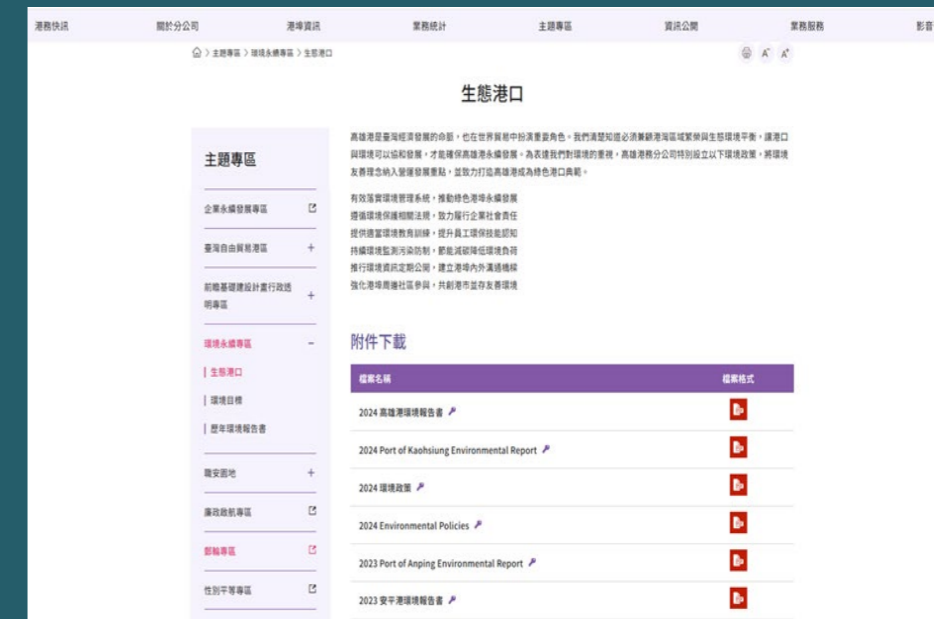 港務快訊
關於分公司
港埠資訊
業務統計
主題專區
資訊公開
業務服務
影音
主題專區 〉環境永續專區 〉生態港口
A-
A+
生態港口
主題專區
企業永續發展專區
臺灣自由貿易港區 +
前瞻基礎建設計畫行政透
明專區 +
環境永續專區 -
生態港口
環境目標
歷年環境報告書
職安園地 +
廉政啟航專區
郵輪專區
性別平等專區
高雄港是臺灣經濟發展的命脈，也在世界貿易中扮演重要角色。我們清楚知道必須兼顧港灣區域繁榮與生態環境平衡，讓港口
與環境可以協和發展，才能確保高雄港永續發展。為表達我們對環境的重視，高雄港務分公司特別設立以下環境政策，將環境
友善理念納入營運發展重點，並致力打造高雄港成為綠色港口典範。
有效落實環境管理系統，推動綠色港埠永續發展
遵循環境保護相關法規，致力履行企業社會責任
提供適當環境教育訓練，提升員工環保技能認知
持續環境監測污染防制，節能減碳降低環境負荷
推行環境資訊定期公開，建立港埠內外溝通橋樑
強化港埠周邊社區參與，共創港市並存友善環境
附件下載
檔案名稱
檔案格式
2024 高雄港環境報告書
2024 Port of Kaohsiung Environmental Report
2024 環境政策
2024 Environmental Policies
2023 Port of Anping Environmental Report
2023 安平港環境報告書